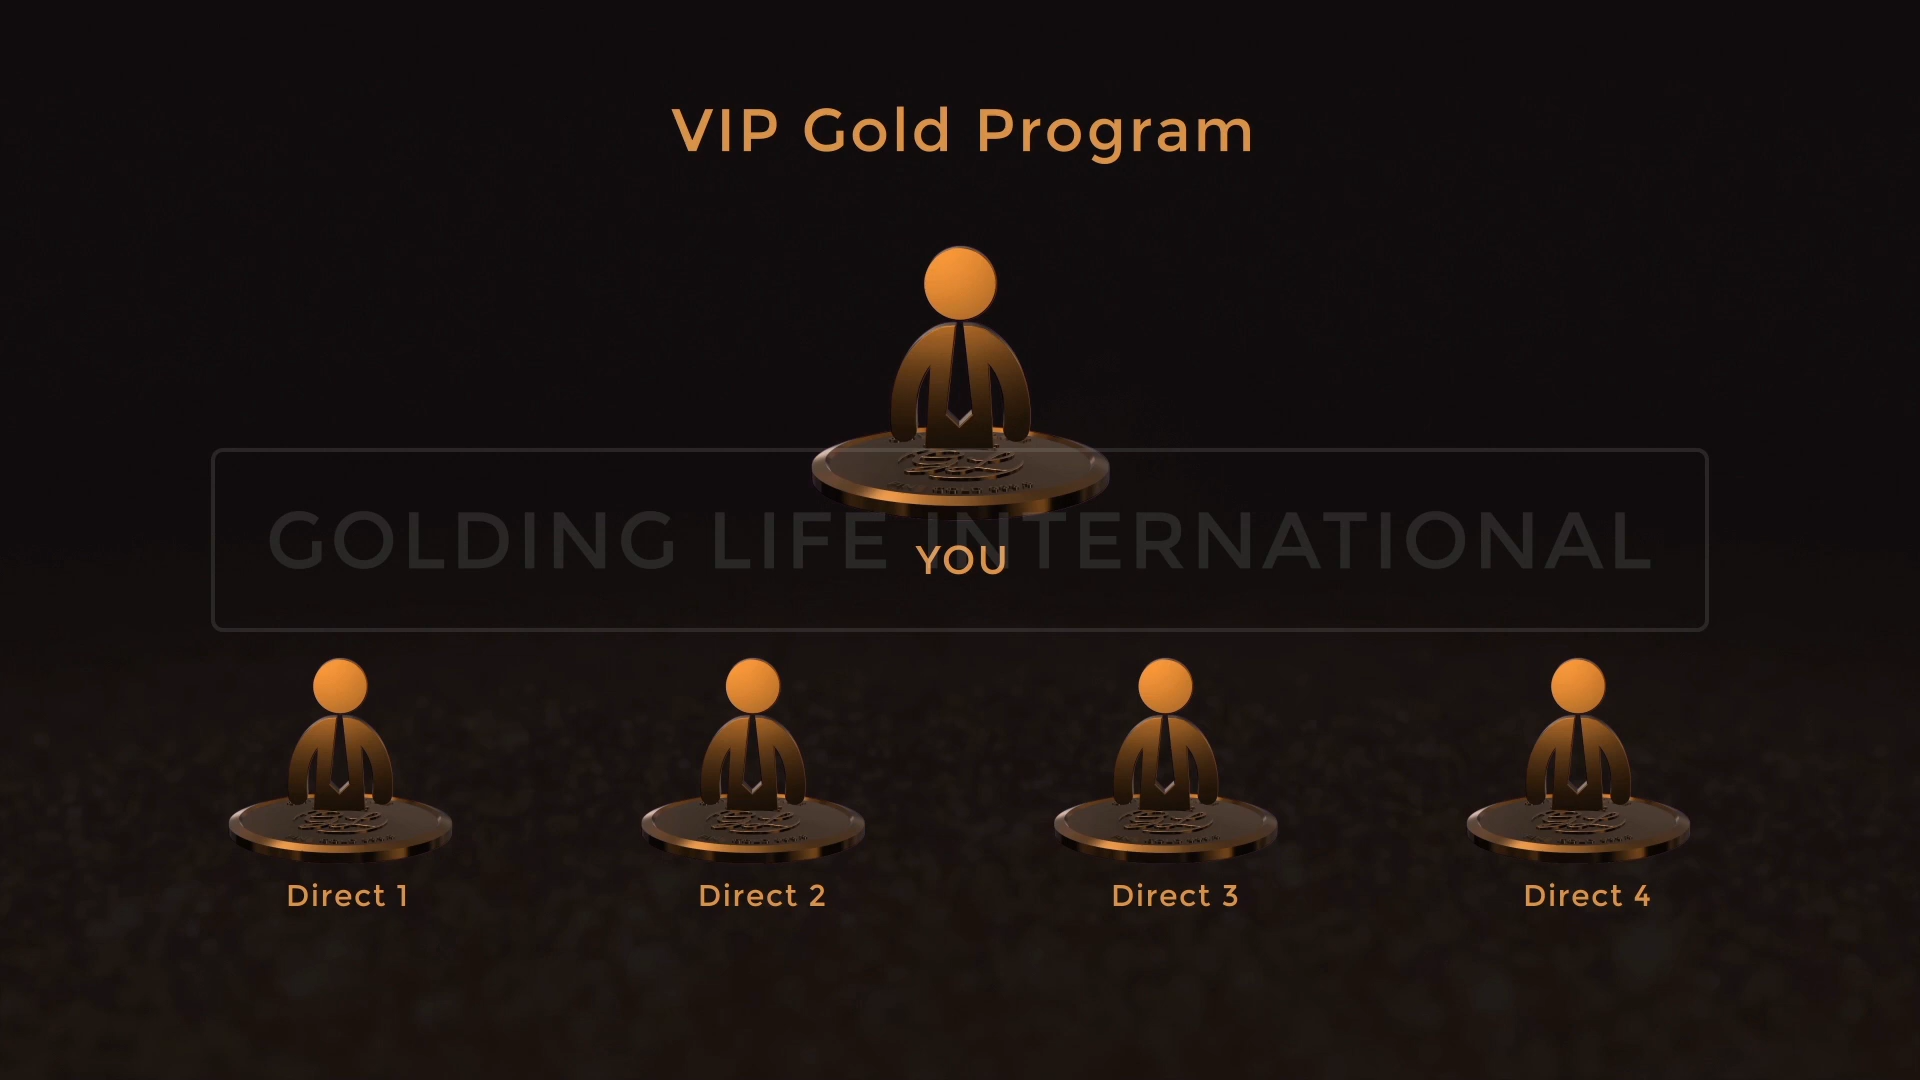 VIP Gold Program
GOLDING LIFE INTERNATIONAL
YOU
Direct 1
Direct 2
Direct 3
Direct 4